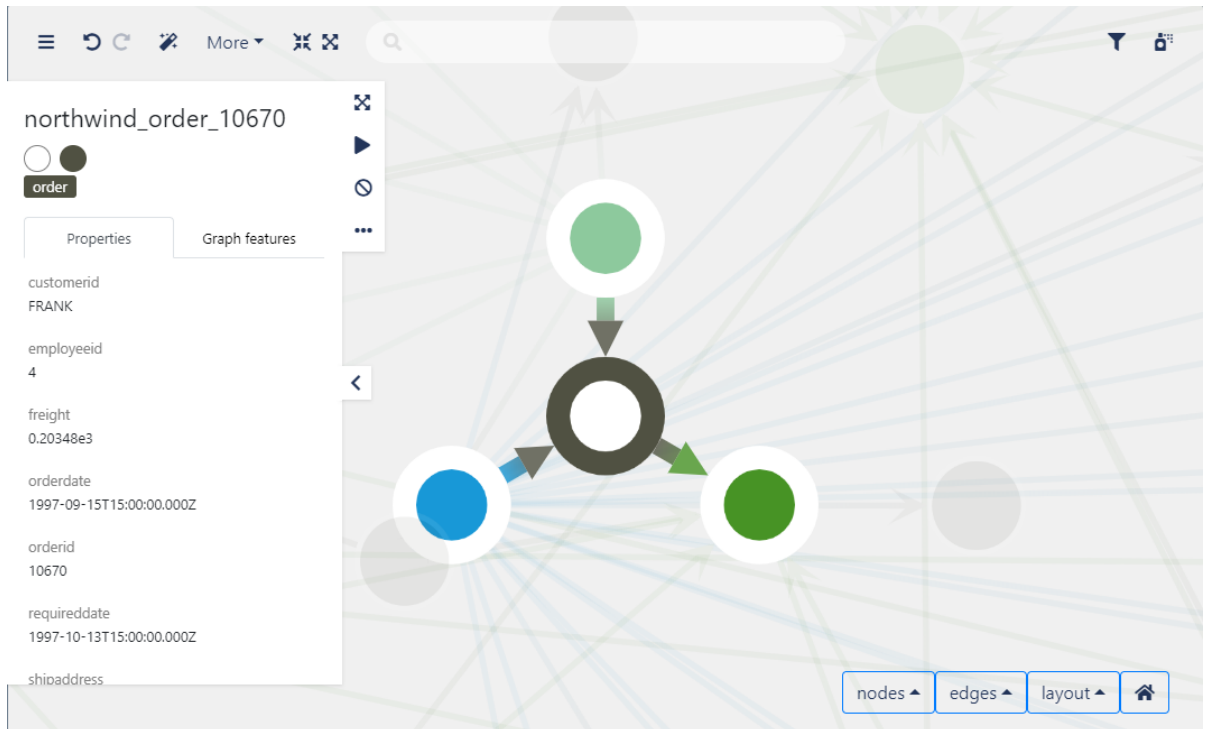 More
northwind_order_10670
order
Properties Graph features
customerid
FRANK
employeeid
4
freight
0.20348e3
orderdate
1997-09-15T15:00:00.000Z
orderid
10670
requireddate
1997-10-13T15:00:00.000Z
shipaddress
nodes edges layout